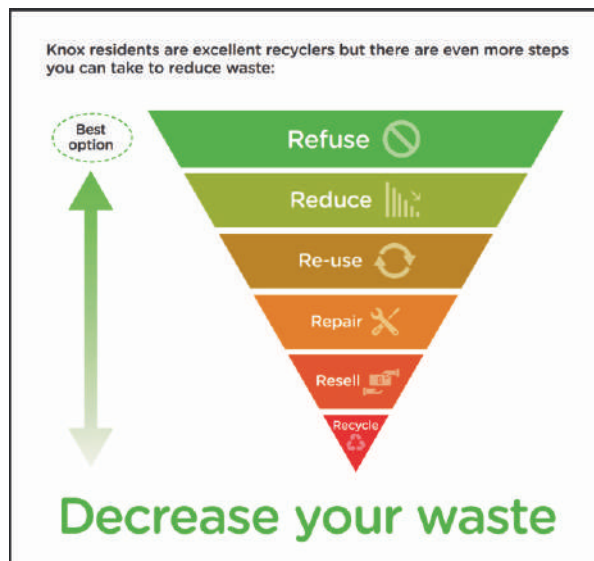 Knox residents are excellent recyclers but there are even more steps
you can take to reduce waste:
Best
option
Refuse
Reduce
Re-use
Repair
Resell
Recycle
Decrease your waste